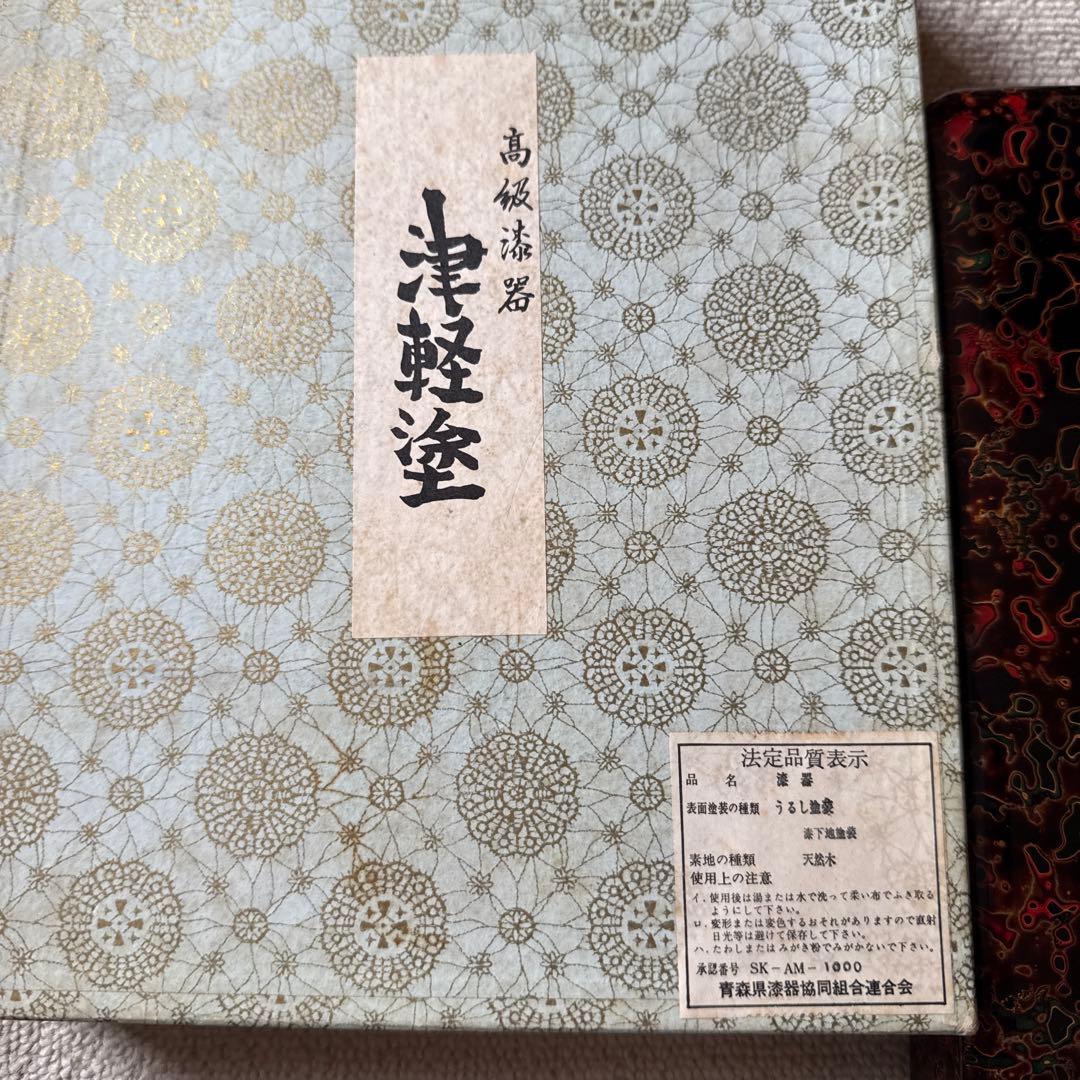 高級漆器
津軽塗
法定品質表示
品名 漆器
表面塗装の種類 うるし塗装
漆下地塗装
素地の種類 天然木
使用上の注意
イ.使用後は湯または水で洗って柔い布でふき取る
ようにして下さい。
ロ.変形または変色するおそれがありますので直射
日光等は避けて保存して下さい。
ハ.たわしまたはみがき粉でみがかないで下さい。
承認番号 SK-AM-1000
青森県漆器協同組合連合会